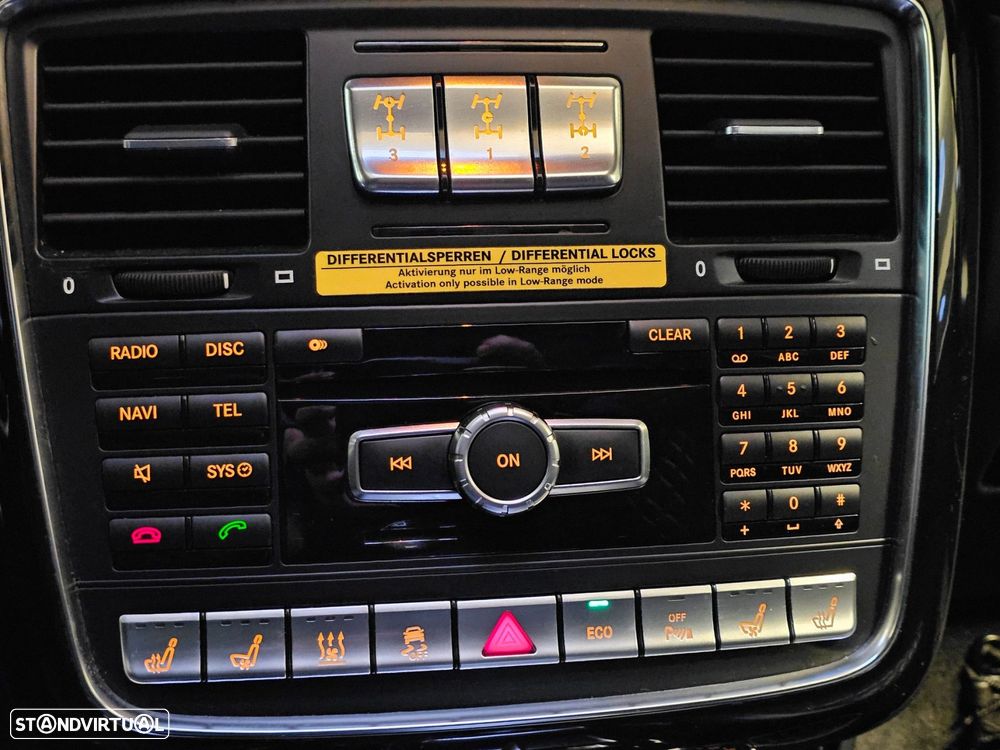 3 1 2
DIFFERENTIALSPERREN / DIFFERENTIAL LOCKS
Aktivierung nur im Low-Range möglich
Activation only possible in Low-Range mode
0
0
RADIO DISC
CLEAR
1 2 3
ABC DEF
NAVI TEL
4 5 6
GHI JKL MNO
ON
SYS
7 8 9
PQRS TUV WXYZ
* 0 #
+
ECO
OFF
STANDVIRTUAL